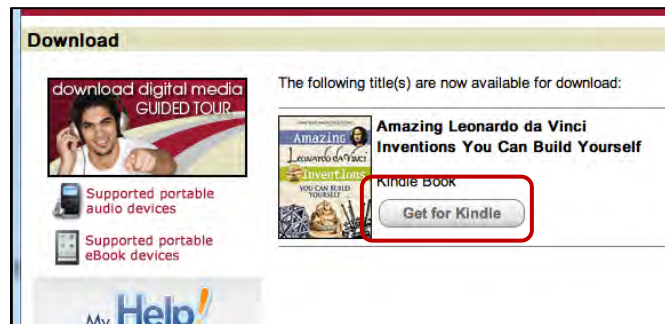 Download
download digital media
GUIDED TOUR
Supported portable
audio devices
Supported portable
eBook devices
My Help!
The following title(s) are now available for download:
Amazing
LEONARDO DA VINCI
Inventions
YOU CAN BUILD
YOURSELF
Amazing Leonardo da Vinci
Inventions You Can Build Yourself
Kindle Book
Get for Kindle